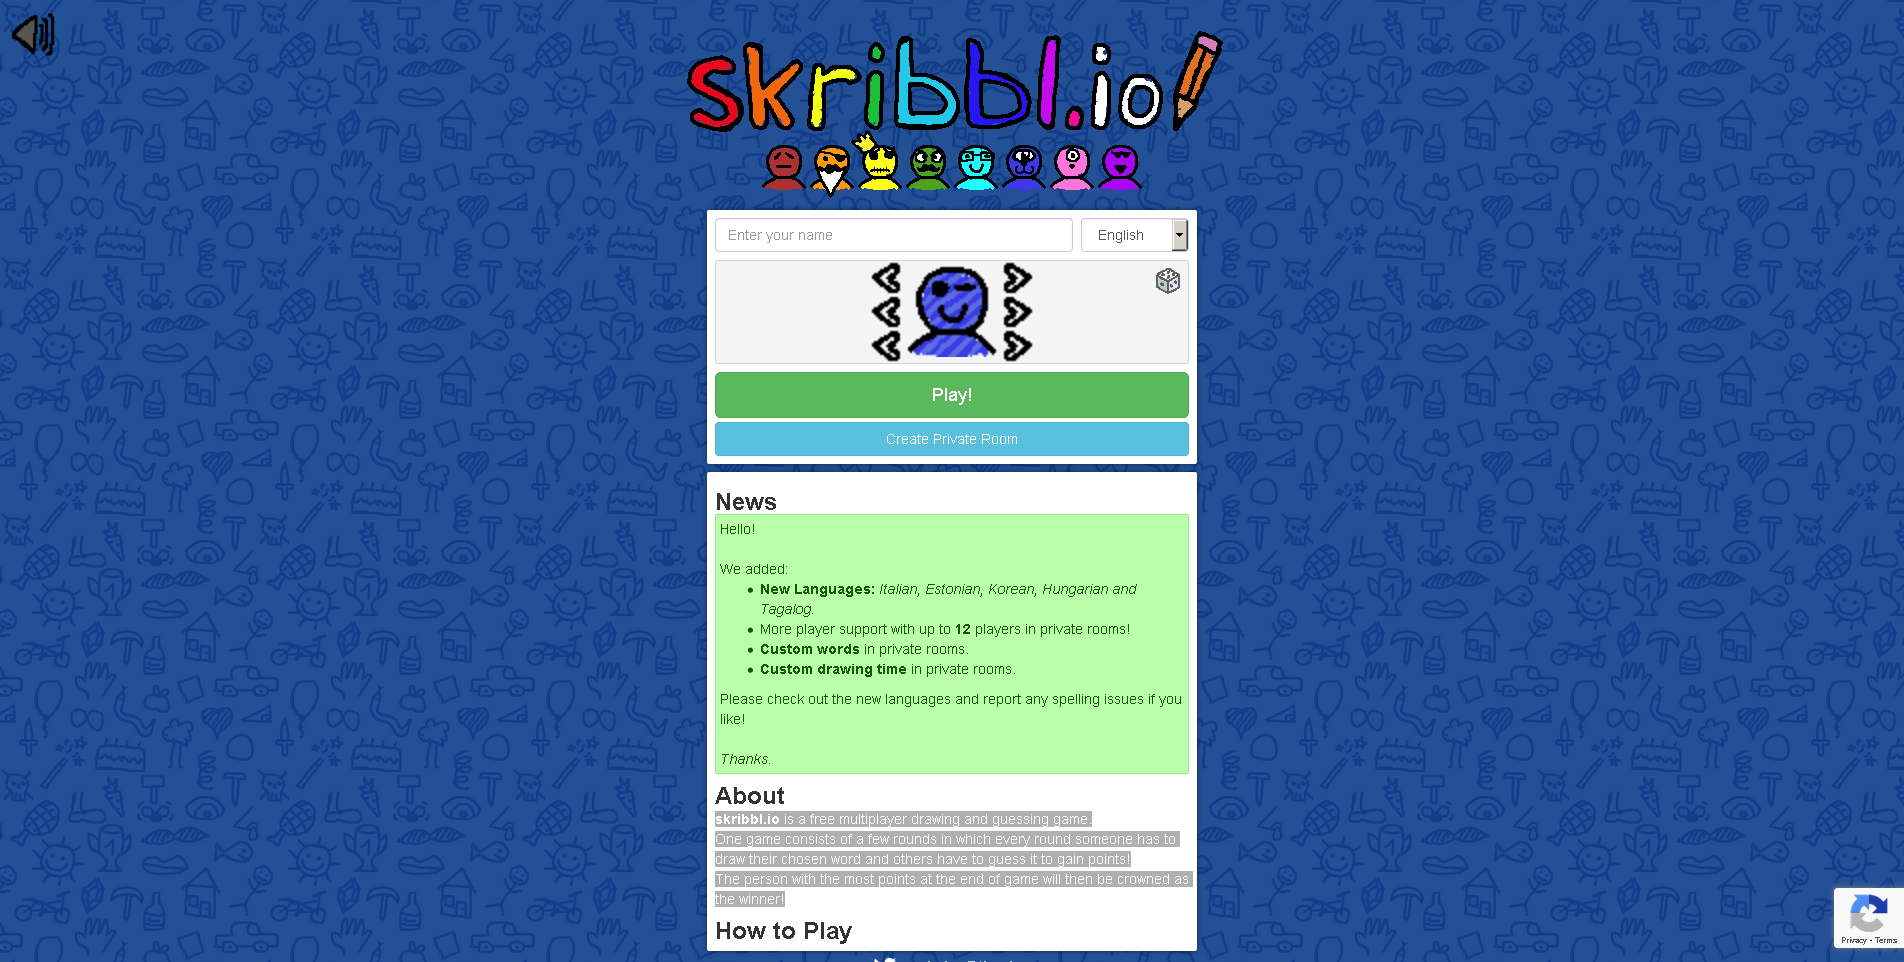 skribbl.io
Enter your name
English
Play!
Create Private Room
News
Hello!
We added:
New Languages: Italian, Estonian, Korean, Hungarian and
Tagalog.
More player support with up to 12 players in private rooms!
Custom words in private rooms.
Custom drawing time in private rooms.
Please check out the new languages and report any spelling issues if you
like!
Thanks.
About
skribbl.io is a free multiplayer drawing and guessing game.
One game consists of a few rounds in which every round someone has to
draw their chosen word and others have to guess it to gain points!
The person with the most points at the end of game will then be crowned as
the winner!
How to Play
Privacy - Terms